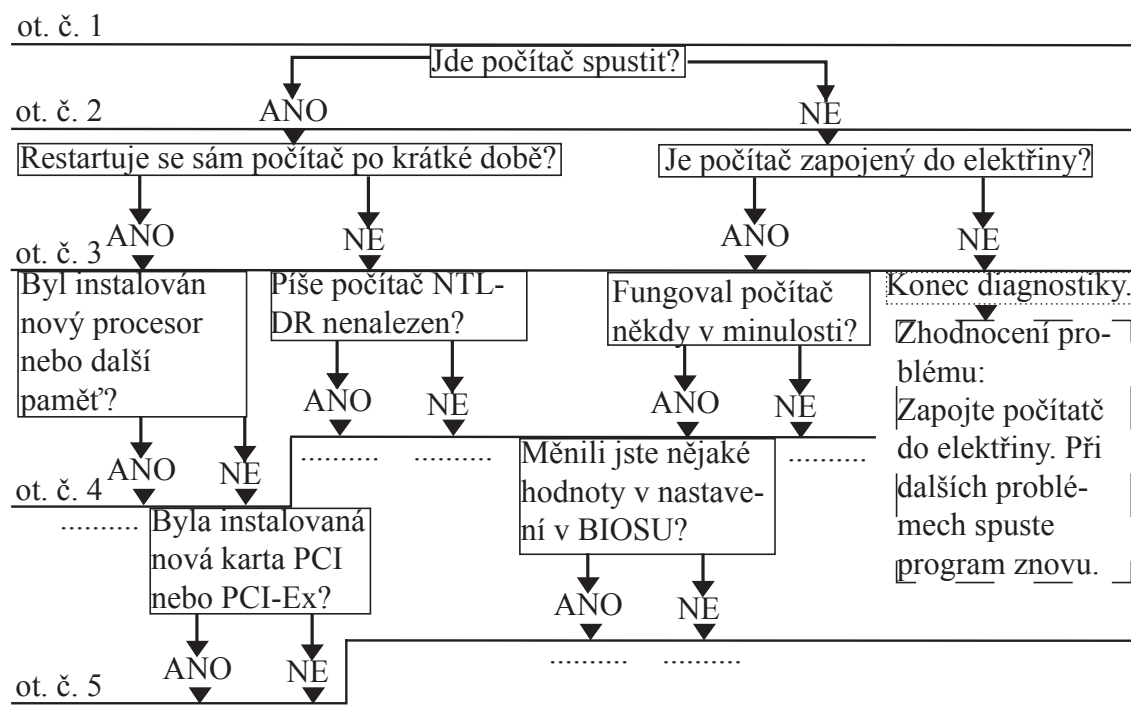 ot. č. 1
Jde počítač spustit?
ANO
NE
ot. č. 2
Restartuje se sám počítač po krátké době?
Je počítač zapojený do elektřiny?
ANO
NE
ANO
NE
ot. č. 3
Byl instalován
nový procesor
nebo další
paměť?
Píše počítač NTL-
DR nenalezen?
Fungoval počítač
někdy v minulosti?
Konec diagnostiky.
Zhodnocení pro-
blému:
Zapojte počítatč
do elektřiny. Při
dalších problé-
mech spuste
program znovu.
ANO
NE
ANO
NE
ANO
NE
ot. č. 4
..........
..........
..........
Měnili jste nějaké
hodnoty v nastave-
ní v BIOSU?
..........
Byla instalovaná
nová karta PCI
nebo PCI-Ex?
ANO
NE
ANO
NE
..........
..........
ot. č. 5